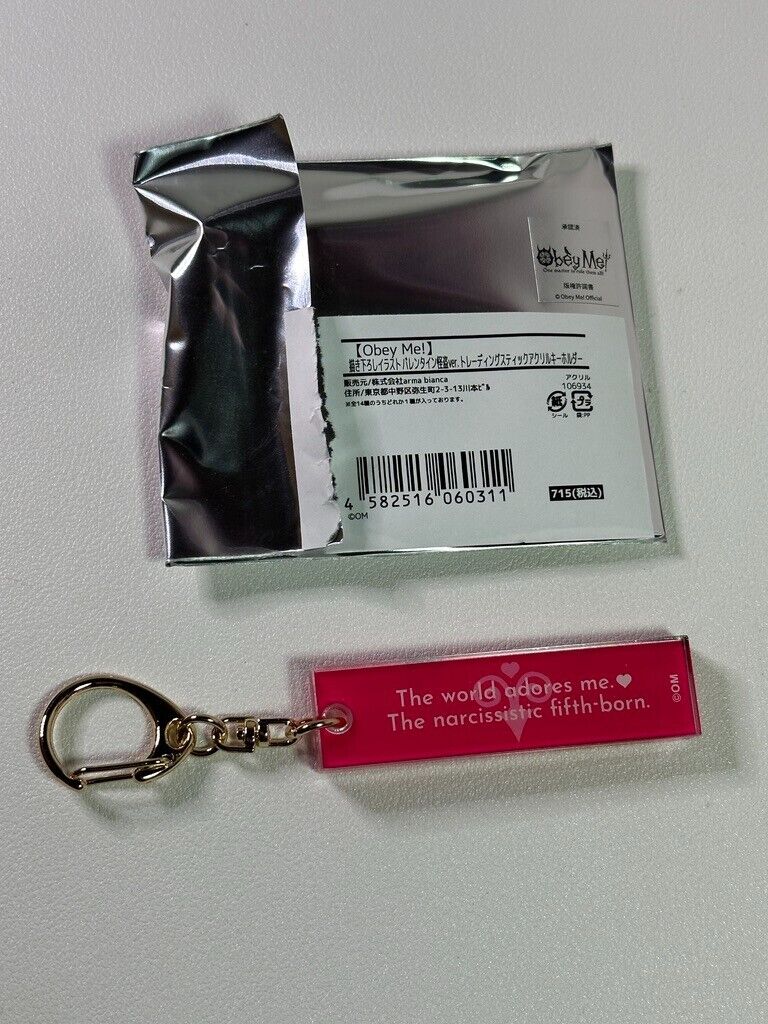 承認済
Obey Me!
One master to rule them all!
版権許諾書
© Obey Me! Official
【Obey Me!】
描き下ろしイラスト バレンタイン怪盗ver. トレーディングスティックアクリルキーホルダー
販売元/株式会社arma bianca
住所/東京都中野区弥生町2-3-13川本ﾋﾞﾙ
※全14種のうちどれか1種が入っております。
アクリル
106934
紙 プラ
シール 袋:PP
4 582516 060311
715(税込)
©OM
The world adores me.♥
The narcissistic fifth-born.
©OM